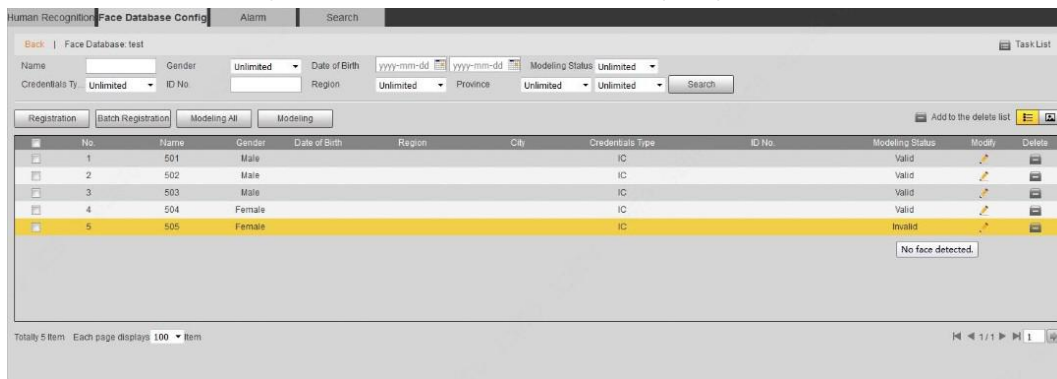 Human Recognition Face Database Config Alarm Search
Back | Face Database: test Task List
Name Gender Unlimited Date of Birth yyyy-mm-dd yyyy-mm-dd Modeling Status Unlimited
Credentials Ty... Unlimited ID No. Region Unlimited Province Unlimited Unlimited Search
Registration Batch Registration Modeling All Modeling Add to the delete list
No. Name Gender Date of Birth Region City Credentials Type ID No. Modeling Status Modify Delete
1 501 Male IC Valid
2 502 Male IC Valid
3 503 Male IC Valid
4 504 Female IC Valid
5 505 Female IC Invalid
No face detected.
Totally 5 Item Each page displays 100 Item 1/1 1